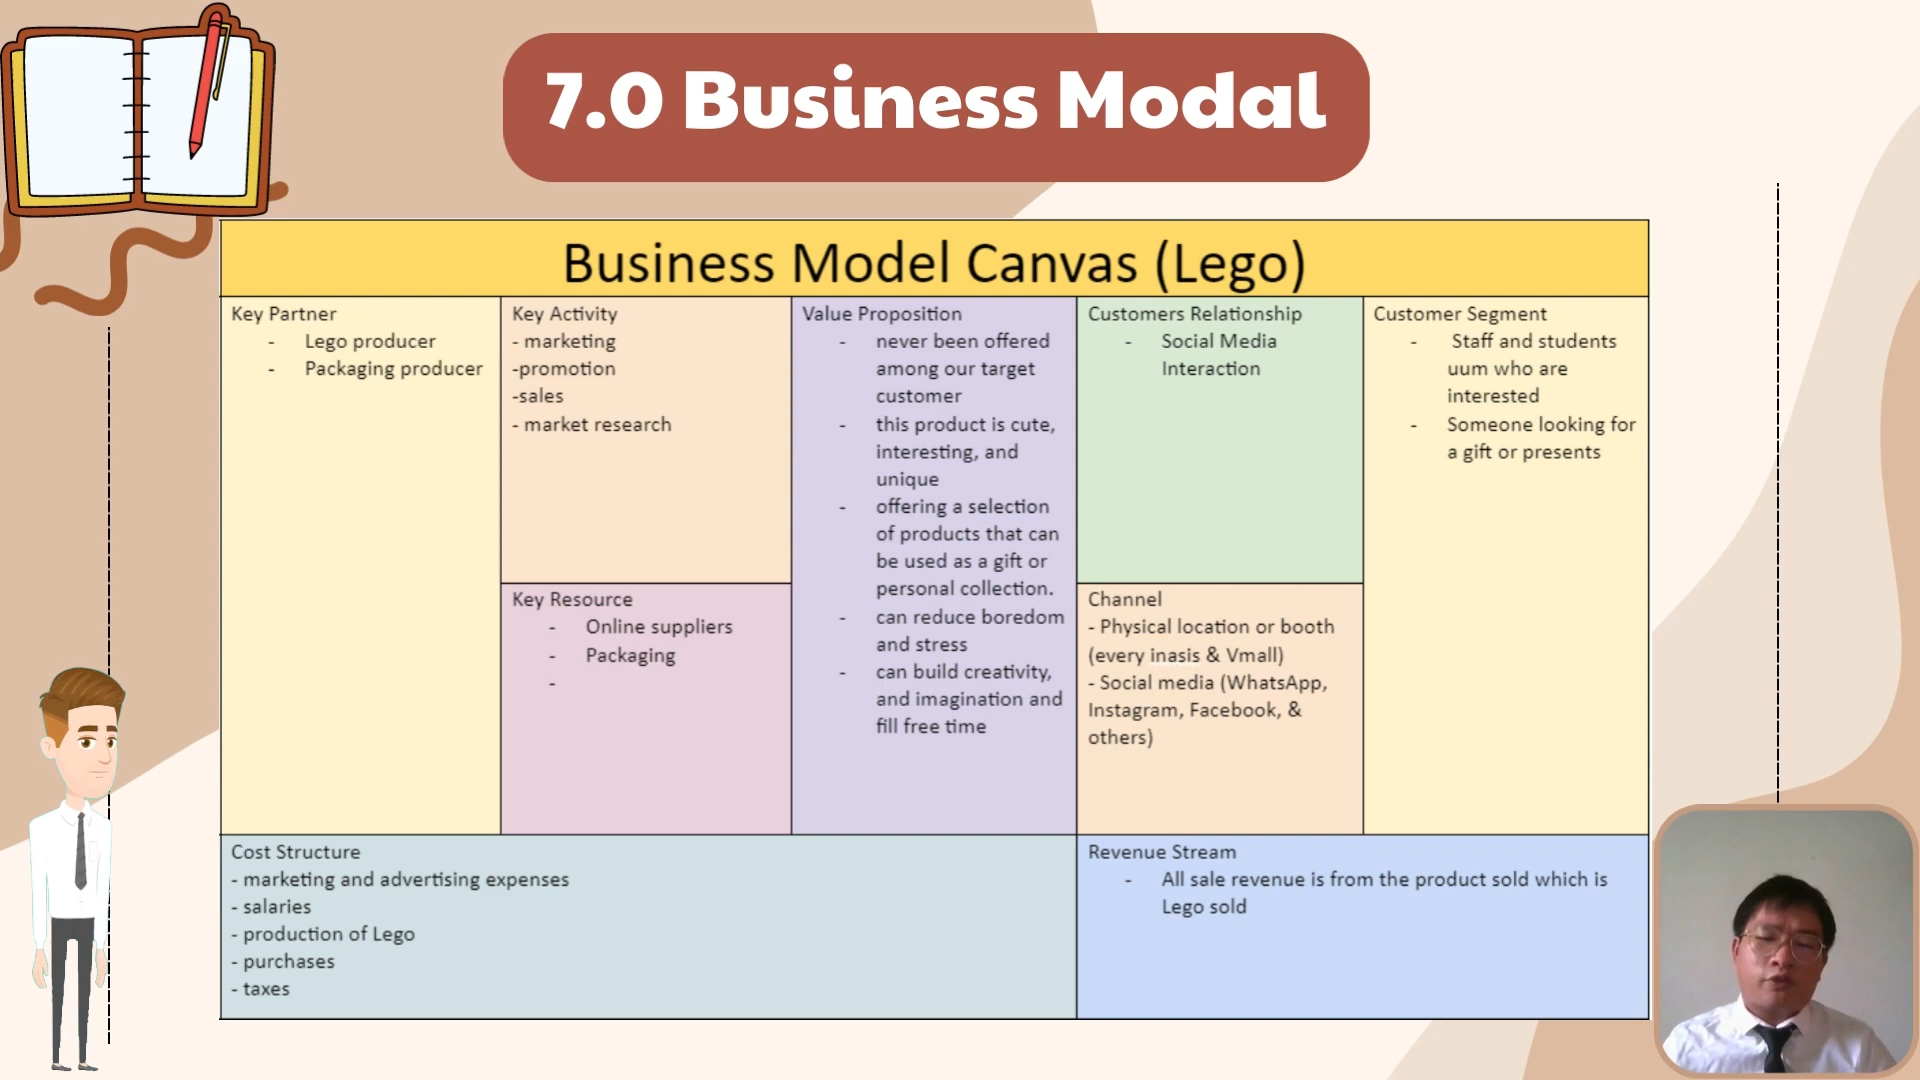 7.0 Business Modal
Business Model Canvas (Lego)
Key Partner
- Lego producer
- Packaging producer
Key Activity
- marketing
-promotion
-sales
- market research
Key Resource
- Online suppliers
- Packaging
-
Value Proposition
- never been offered
among our target
customer
- this product is cute,
interesting, and
unique
- offering a selection
of products that can
be used as a gift or
personal collection.
- can reduce boredom
and stress
- can build creativity,
and imagination and
fill free time
Customers Relationship
- Social Media
Interaction
Channel
- Physical location or booth
(every inasis & Vmall)
- Social media (WhatsApp,
Instagram, Facebook, &
others)
Customer Segment
- Staff and students
uum who are
interested
- Someone looking for
a gift or presents
Cost Structure
- marketing and advertising expenses
- salaries
- production of Lego
- purchases
- taxes
Revenue Stream
- All sale revenue is from the product sold which is
Lego sold